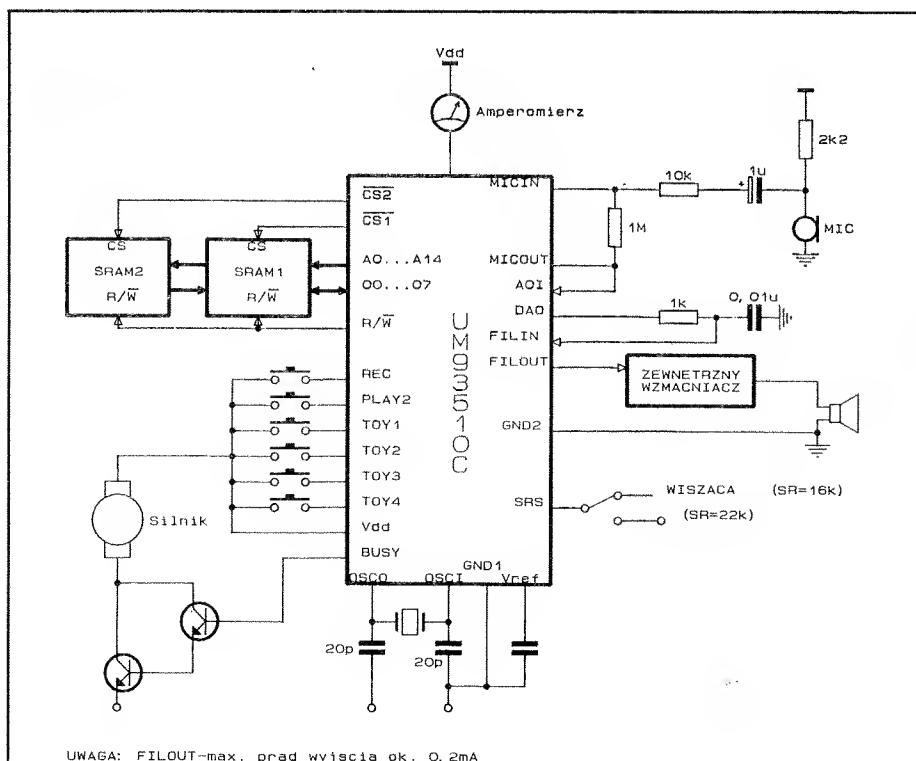 Vdd
Amperomierz
2k2
MICIN
10k
1u
+
CS2
CS1
1M
MIC
CS
CS
SRAM2
SRAM1
A0...A14
MICOUT
R/W
R/W
O0...O7
AOI
DAO
1k
0,01u
R/W
FILIN
UM93510C
FILOUT
ZEWNETRZNY
WZMACNIACZ
REC
PLAY2
TOY1
GND2
TOY2
TOY3
TOY4
SRS
WISZACA (SR=16k)
(SR=22k)
Silnik
Vdd
BUSY
GND1
OSCO
OSCI
Vref
20p
20p
UWAGA: FILOUT-max. prad wyjscia ok. 0,2mA